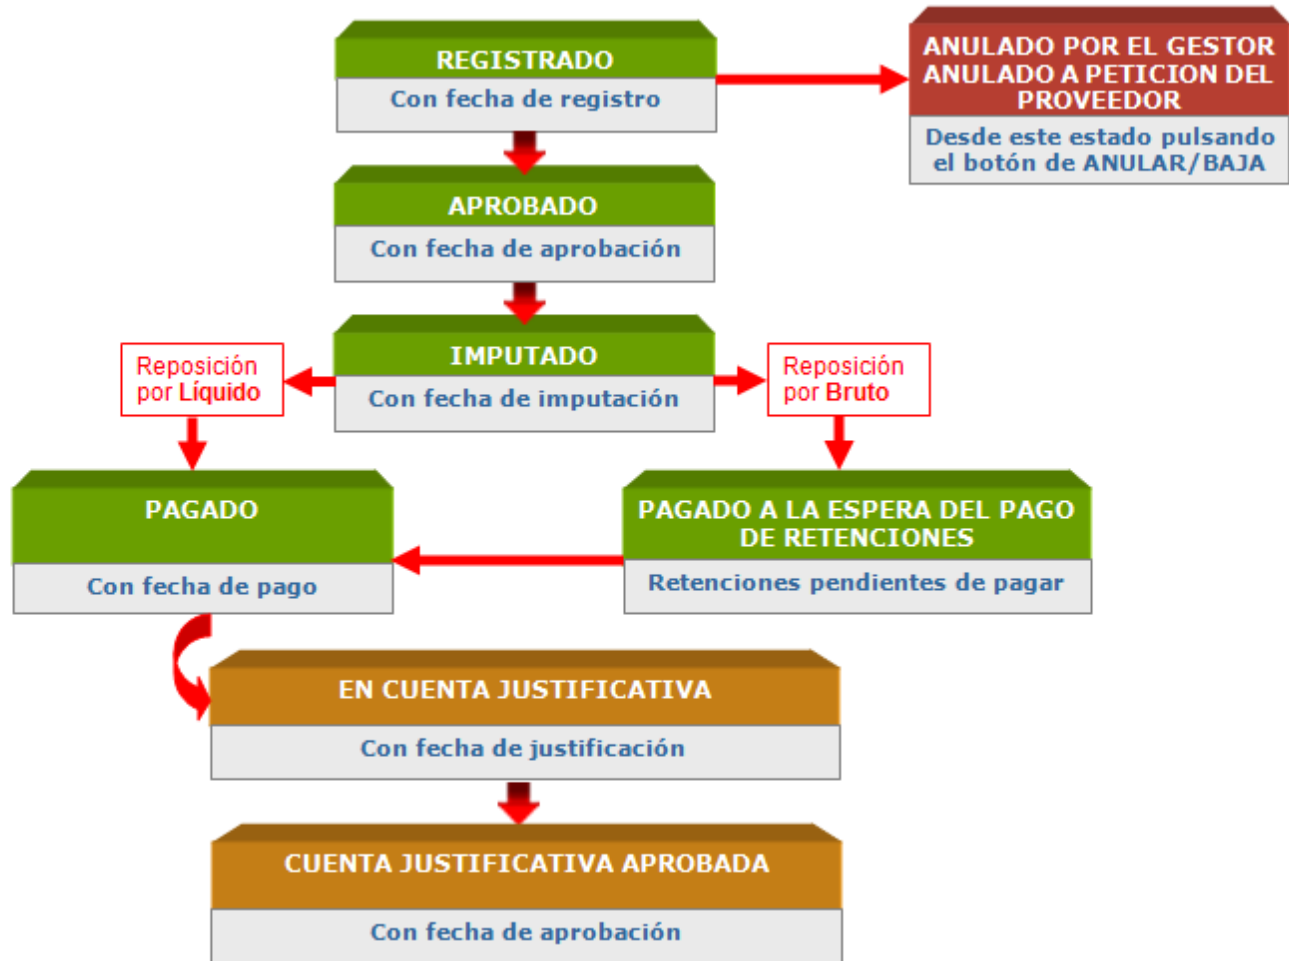 REGISTRADO
Con fecha de registro
ANULADO POR EL GESTOR
ANULADO A PETICION DEL
PROVEEDOR
Desde este estado pulsando
el botón de ANULAR/BAJA
APROBADO
Con fecha de aprobación
IMPUTADO
Con fecha de imputación
Reposición
por Líquido
Reposición
por Bruto
PAGADO
Con fecha de pago
PAGADO A LA ESPERA DEL PAGO
DE RETENCIONES
Retenciones pendientes de pagar
EN CUENTA JUSTIFICATIVA
Con fecha de justificación
CUENTA JUSTIFICATIVA APROBADA
Con fecha de aprobación